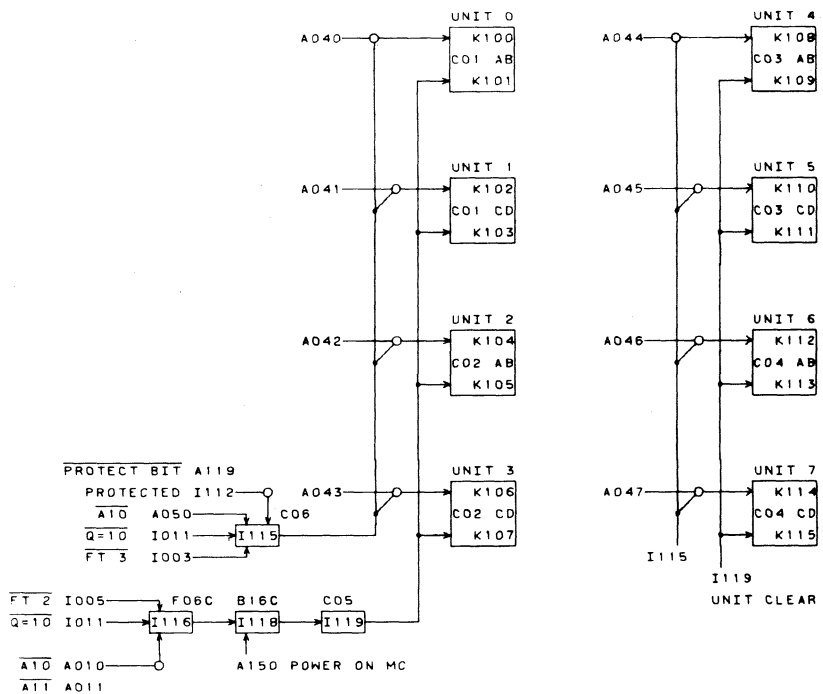 UNIT 0
A040
K100
C01 AB
K101
UNIT 4
A044
K108
C03 AB
K109
UNIT 1
A041
K102
C01 CD
K103
UNIT 5
A045
K110
C03 CD
K111
UNIT 2
A042
K104
C02 AB
K105
UNIT 6
A046
K112
C04 AB
K113
UNIT 3
A043
K106
C02 CD
K107
UNIT 7
A047
K114
C04 CD
K115
PROTECT BIT A119
PROTECTED I112
A10 A050
C06
Q=10 I011
I115
FT 3 I003
I115
I119
UNIT CLEAR
FT 2 I005
F06C
B16C
C05
Q=10 I011
I116
I118
I119
A10 A010
A150 POWER ON MC
A11 A011